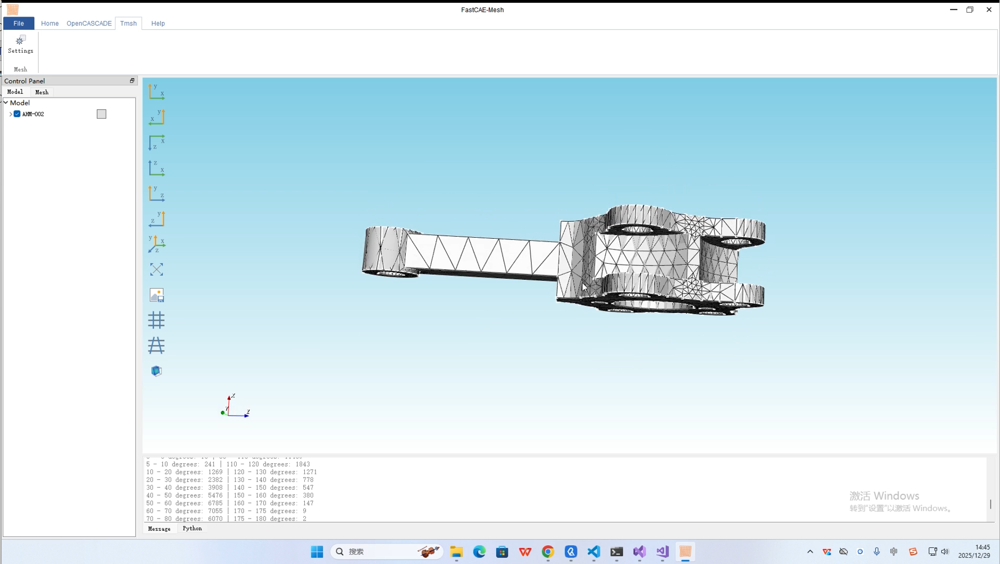 FastCAE-Mesh
File Home OpenCASCADE Tmsh Help
Settings
Mesh
Control Panel
Model Mesh
Model
AHM-002
y x
y x
x z
z x
y z
y z
y x z
X
Y Z
5 - 10 degrees: 241 | 110 - 120 degrees: 1843
10 - 20 degrees: 1269 | 120 - 130 degrees: 1271
20 - 30 degrees: 2382 | 130 - 140 degrees: 778
30 - 40 degrees: 3908 | 140 - 150 degrees: 547
40 - 50 degrees: 5476 | 150 - 160 degrees: 380
50 - 60 degrees: 6785 | 160 - 170 degrees: 147
60 - 70 degrees: 7055 | 170 - 175 degrees: 9
70 - 80 degrees: 6070 | 175 - 180 degrees: 2
激活 Windows
转到"设置"以激活 Windows。
Message Python
搜索
中
14:45
2025/12/29